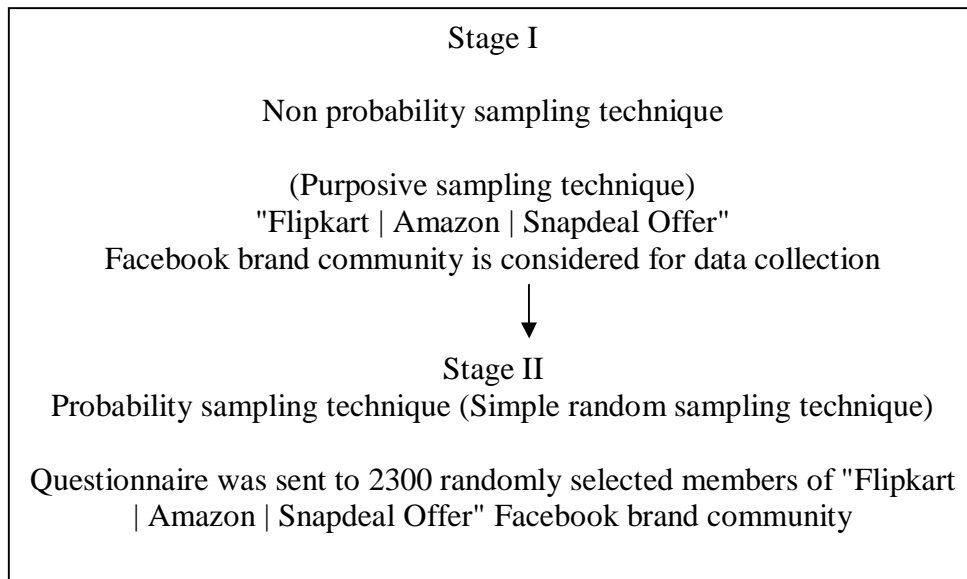 Stage I
Non probability sampling technique
(Purposive sampling technique)
"Flipkart | Amazon | Snapdeal Offer"
Facebook brand community is considered for data collection
Stage II
Probability sampling technique (Simple random sampling technique)
Questionnaire was sent to 2300 randomly selected members of "Flipkart
| Amazon | Snapdeal Offer" Facebook brand community